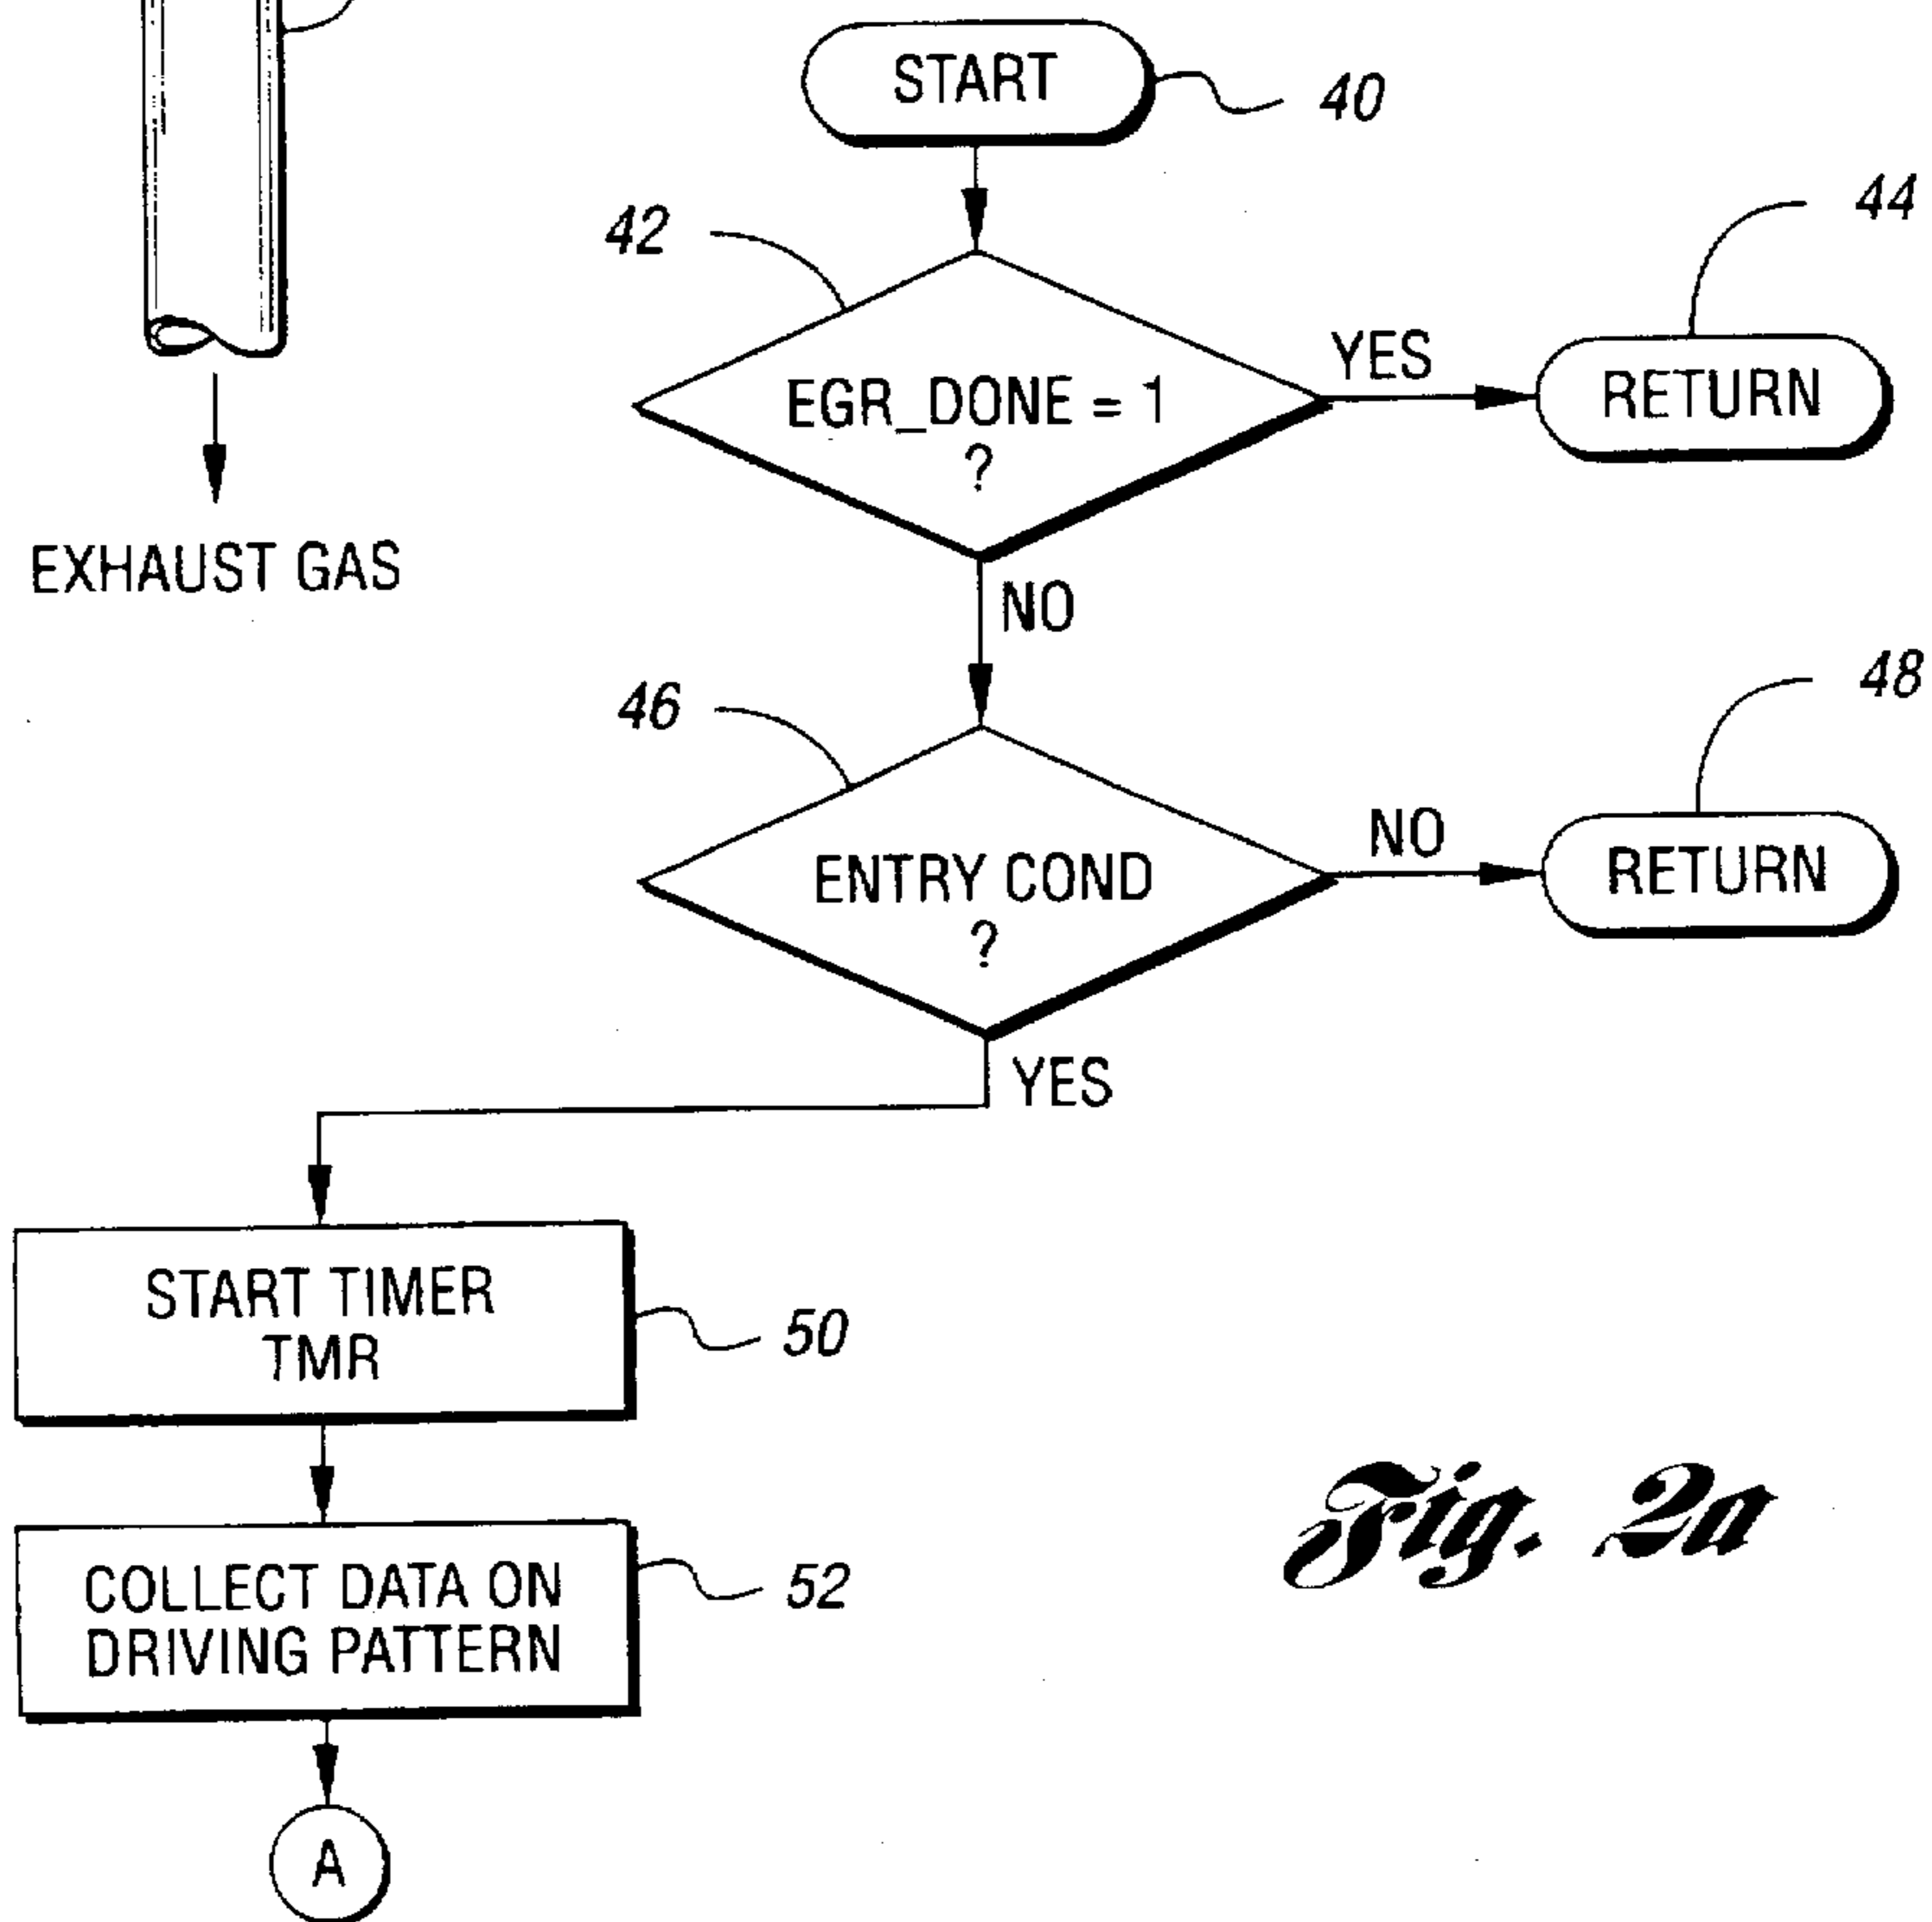 START
40
42
44
EGR_DONE = 1
?
YES
RETURN
EXHAUST GAS
NO
46
48
ENTRY COND
?
NO
RETURN
YES
START TIMER
TMR
50
COLLECT DATA ON
DRIVING PATTERN
52
A
Fig. 2a